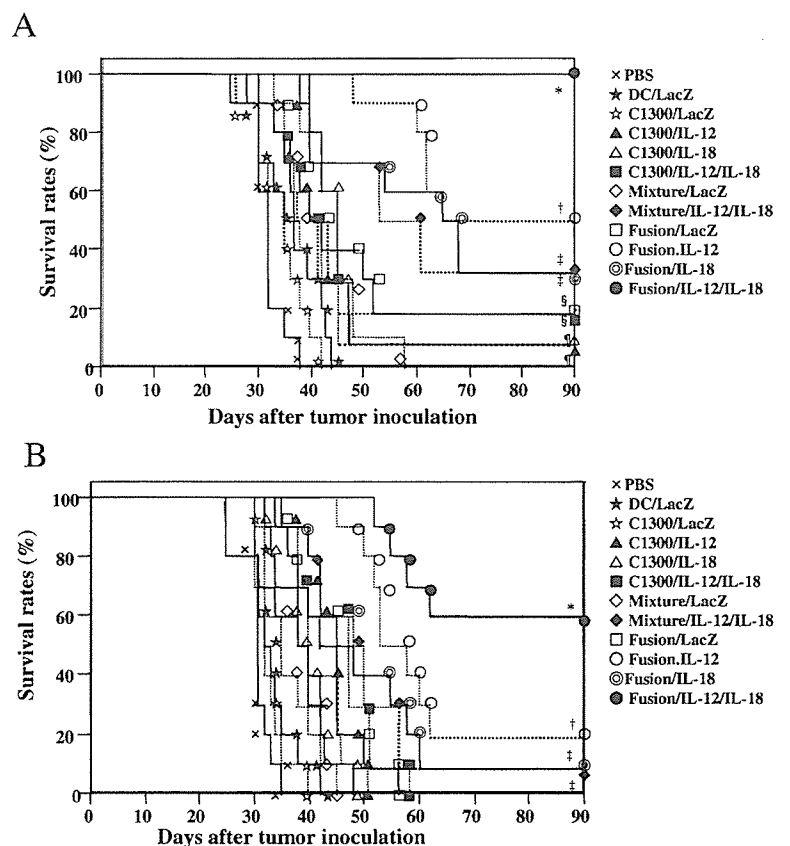 A
Survival rates (%)
100
80
60
40
20
0
0 10 20 30 40 50 60 70 80 90
Days after tumor inoculation
*
†
‡
‡
§
§
¶
¶
× PBS
★ DC/LacZ
☆ C1300/LacZ
▲ C1300/IL-12
△ C1300/IL-18
■ C1300/IL-12/IL-18
◇ Mixture/LacZ
◆ Mixture/IL-12/IL-18
□ Fusion/LacZ
○ Fusion.IL-12
◎ Fusion/IL-18
● Fusion/IL-12/IL-18
B
Survival rates (%)
100
80
60
40
20
0
0 10 20 30 40 50 60 70 80 90
Days after tumor inoculation
*
†
‡
‡
× PBS
★ DC/LacZ
☆ C1300/LacZ
▲ C1300/IL-12
△ C1300/IL-18
■ C1300/IL-12/IL-18
◇ Mixture/LacZ
◆ Mixture/IL-12/IL-18
□ Fusion/LacZ
○ Fusion.IL-12
◎ Fusion/IL-18
● Fusion/IL-12/IL-18